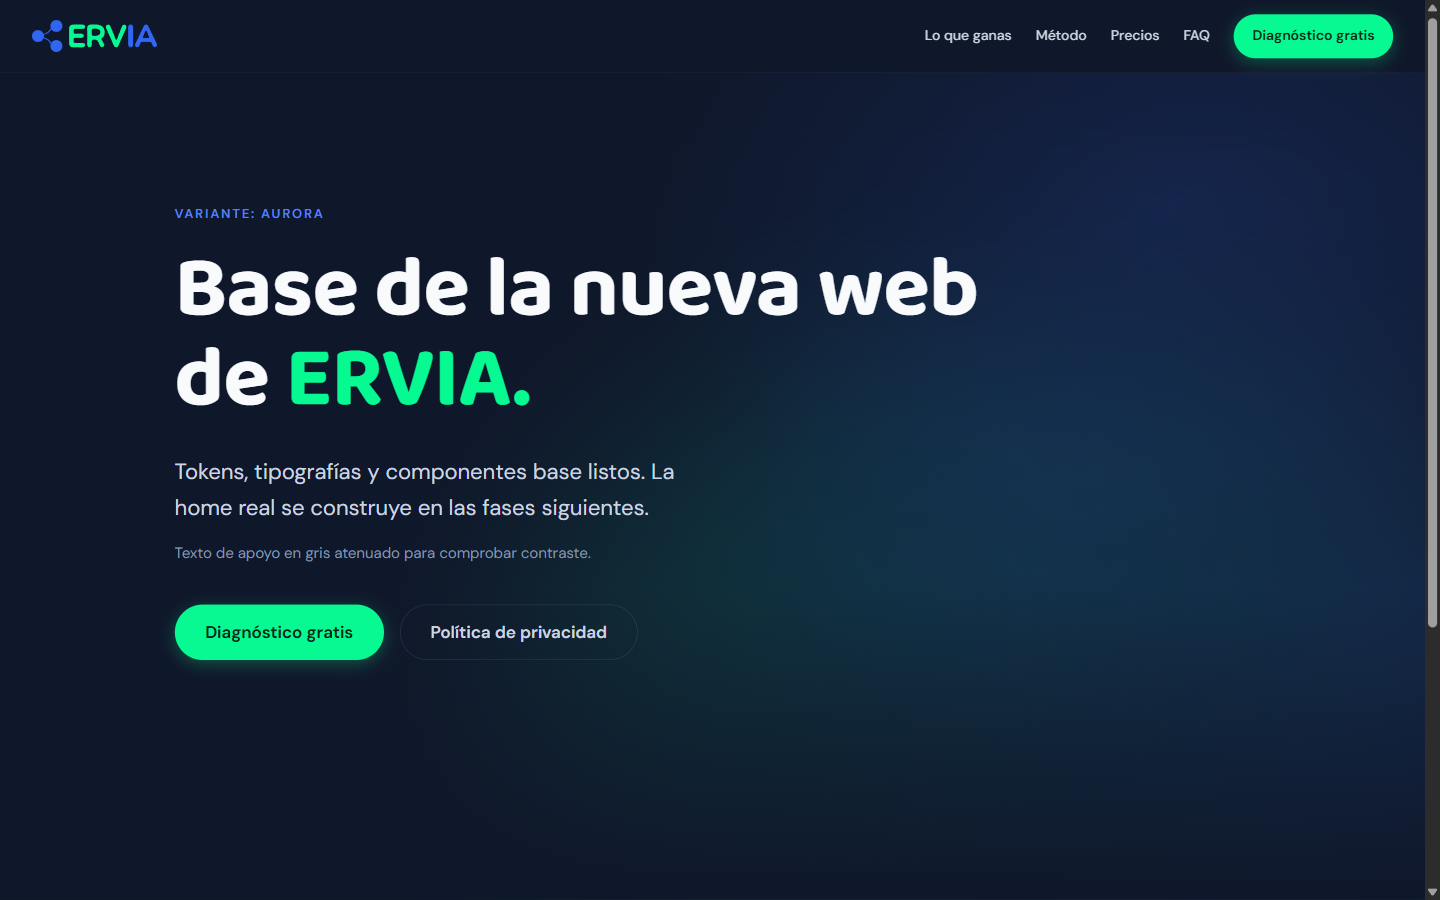 ERVIA
Lo que ganas
Método
Precios
FAQ
Diagnóstico gratis
VARIANTE: AURORA
Base de la nueva web
de ERVIA.
Tokens, tipografías y componentes base listos. La
home real se construye en las fases siguientes.
Texto de apoyo en gris atenuado para comprobar contraste.
Diagnóstico gratis
Política de privacidad